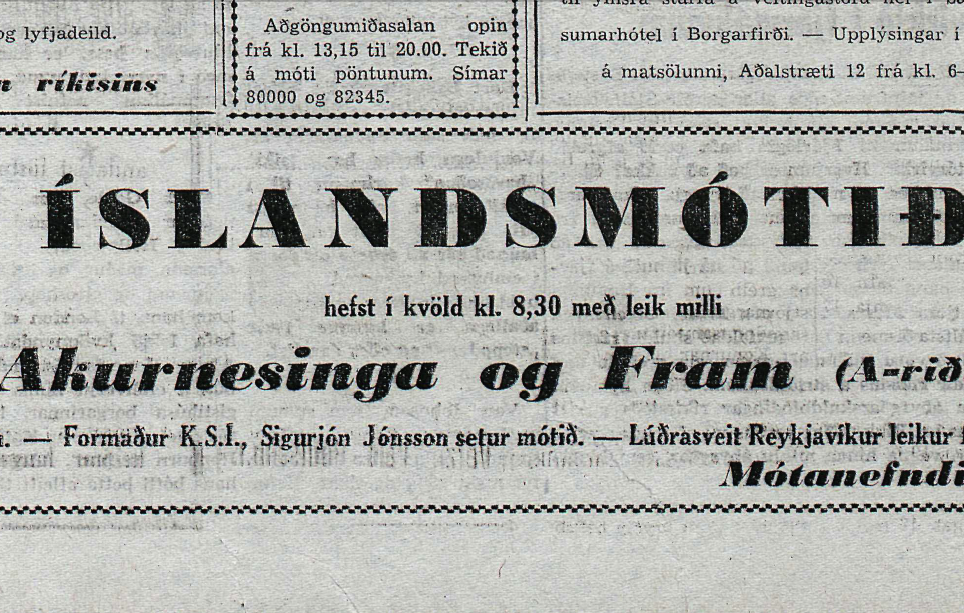 og lyfjadeild.
ríkisins
Aðgöngumiðasalan opin
frá kl. 13,15 til 20.00. Tekið
á móti pöntunum. Símar
80000 og 82345.
sumarhótel í Borgarfirði. — Upplýsingar í
á matsölunni, Aðalstræti 12 frá kl. 6–
ÍSLANDSMÓTIÐ
hefst í kvöld kl. 8,30 með leik milli
Akurnesinga og Fram (A-rið
— Formaður K.S.Í., Sigurjón Jónsson setur mótið. — Lúðrasveit Reykjavíkur leikur
Mótanefndi